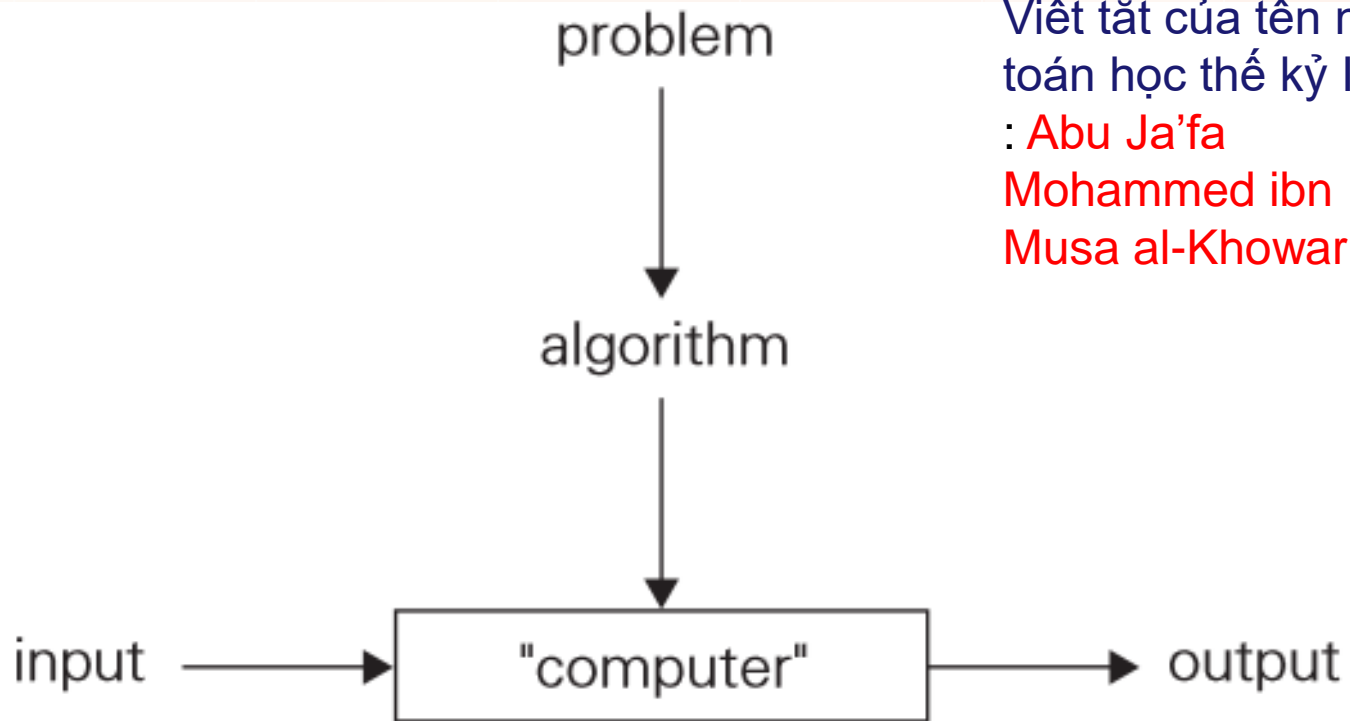 problem
Viết tắt của tên
toán học thế kỷ
: Abu Ja’fa
Mohammed ibn
Musa al-Khowar
algorithm
input
"computer"
output